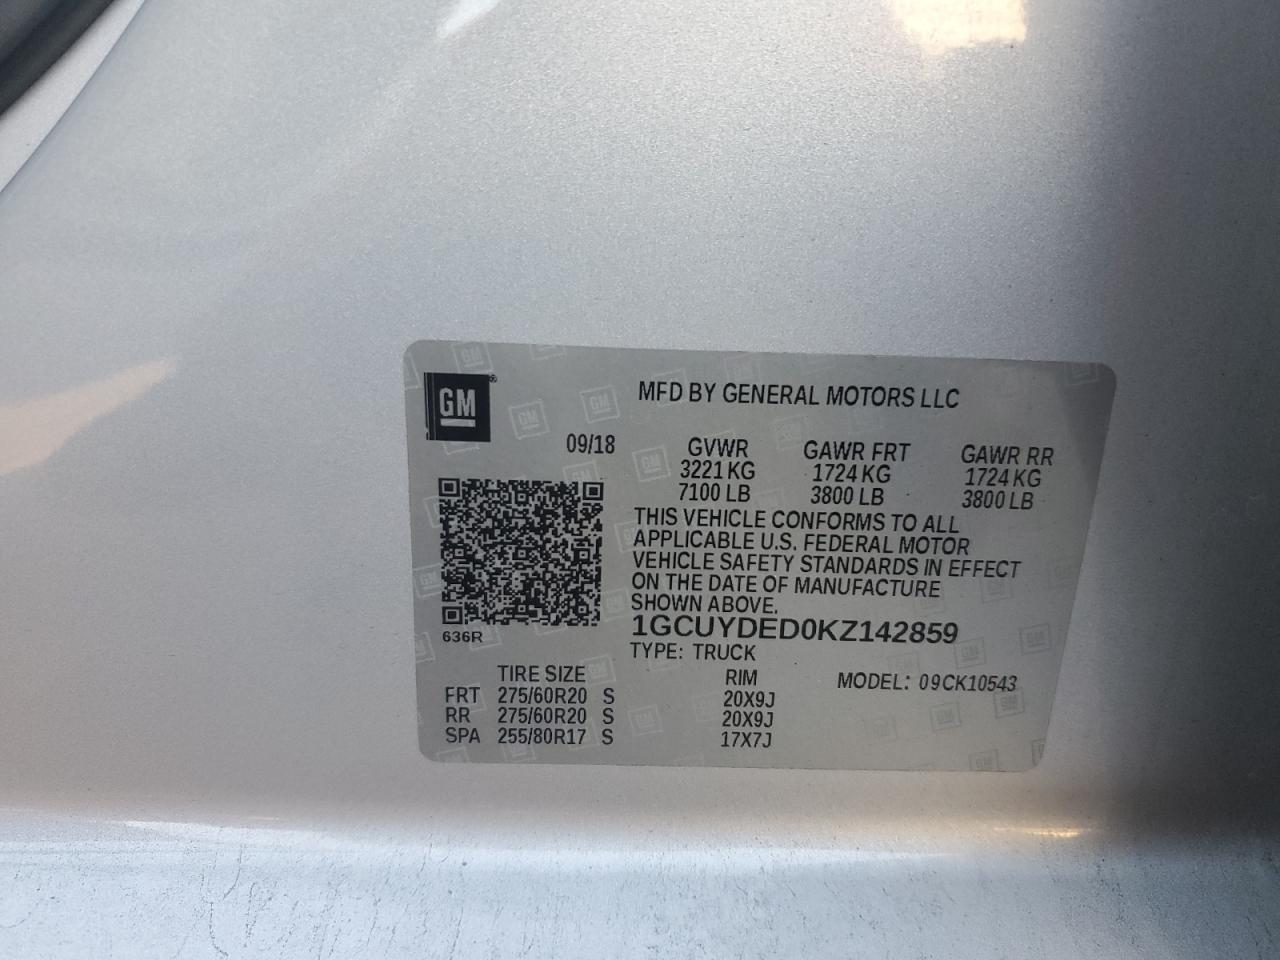 GM
MFD BY GENERAL MOTORS LLC
09/18 GVWR GAWR FRT GAWR RR
3221 KG 1724 KG 1724 KG
7100 LB 3800 LB 3800 LB
THIS VEHICLE CONFORMS TO ALL
APPLICABLE U.S. FEDERAL MOTOR
VEHICLE SAFETY STANDARDS IN EFFECT
ON THE DATE OF MANUFACTURE
SHOWN ABOVE.
636R 1GCUYDED0KZ142859
TYPE: TRUCK
TIRE SIZE RIM MODEL: 09CK10543
FRT 275/60R20 S 20X9J
RR 275/60R20 S 20X9J
SPA 255/80R17 S 17X7J